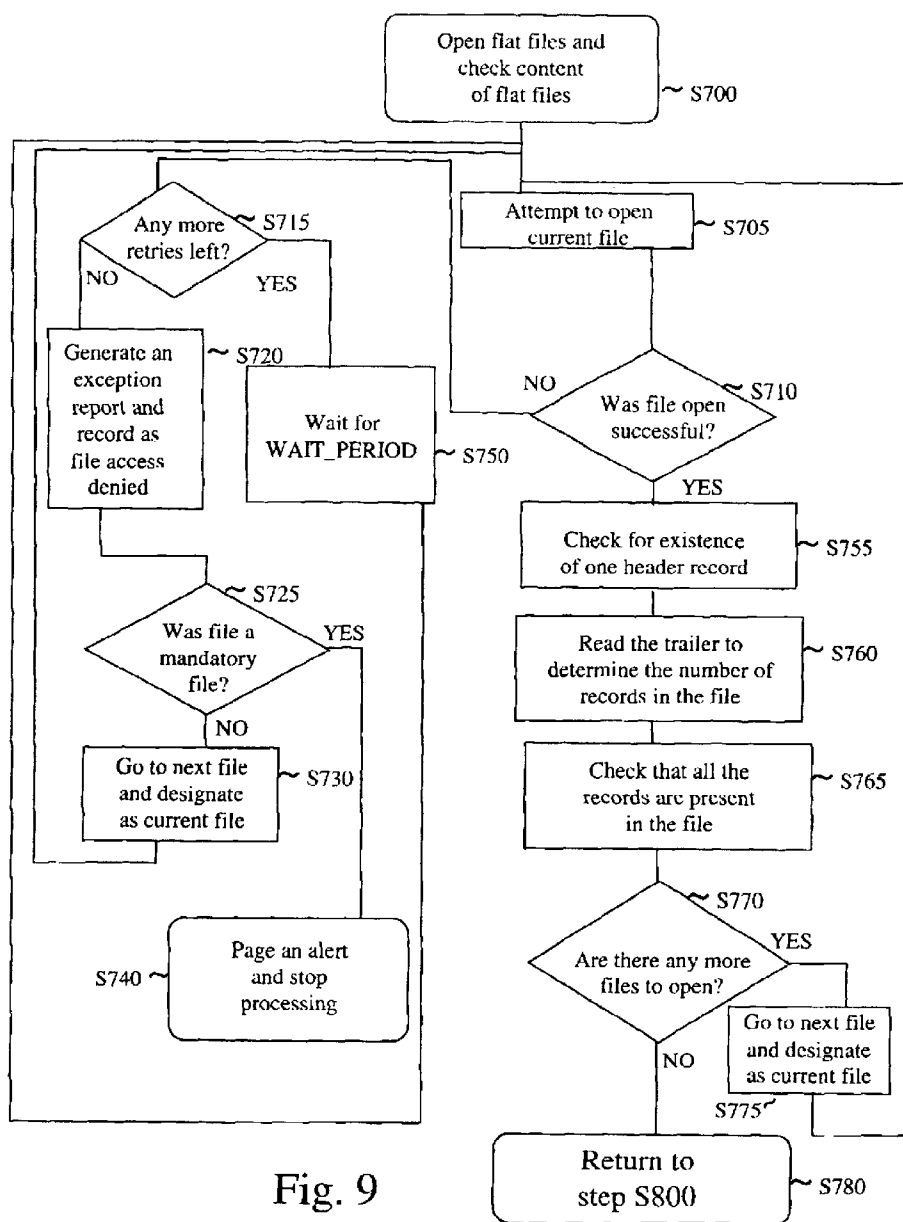 Open flat files and
check content
of flat files
S700
Attempt to open
current file
S705
Any more
retries left?
S715
NO
YES
Generate an
exception
report and
record as
file access
denied
S720
Wait for
WAIT_PERIOD
S750
NO
Was file open
successful?
S710
YES
Check for existence
of one header record
S755
Was file a
mandatory
file?
S725
YES
NO
Read the trailer to
determine the number of
records in the file
S760
Go to next file
and designate
as current file
S730
Check that all the
records are present
in the file
S765
Page an alert
and stop
processing
S740
Are there any more
files to open?
S770
YES
NO
Go to next file
and designate
as current file
S775
Return to
step S800
S780
Fig. 9